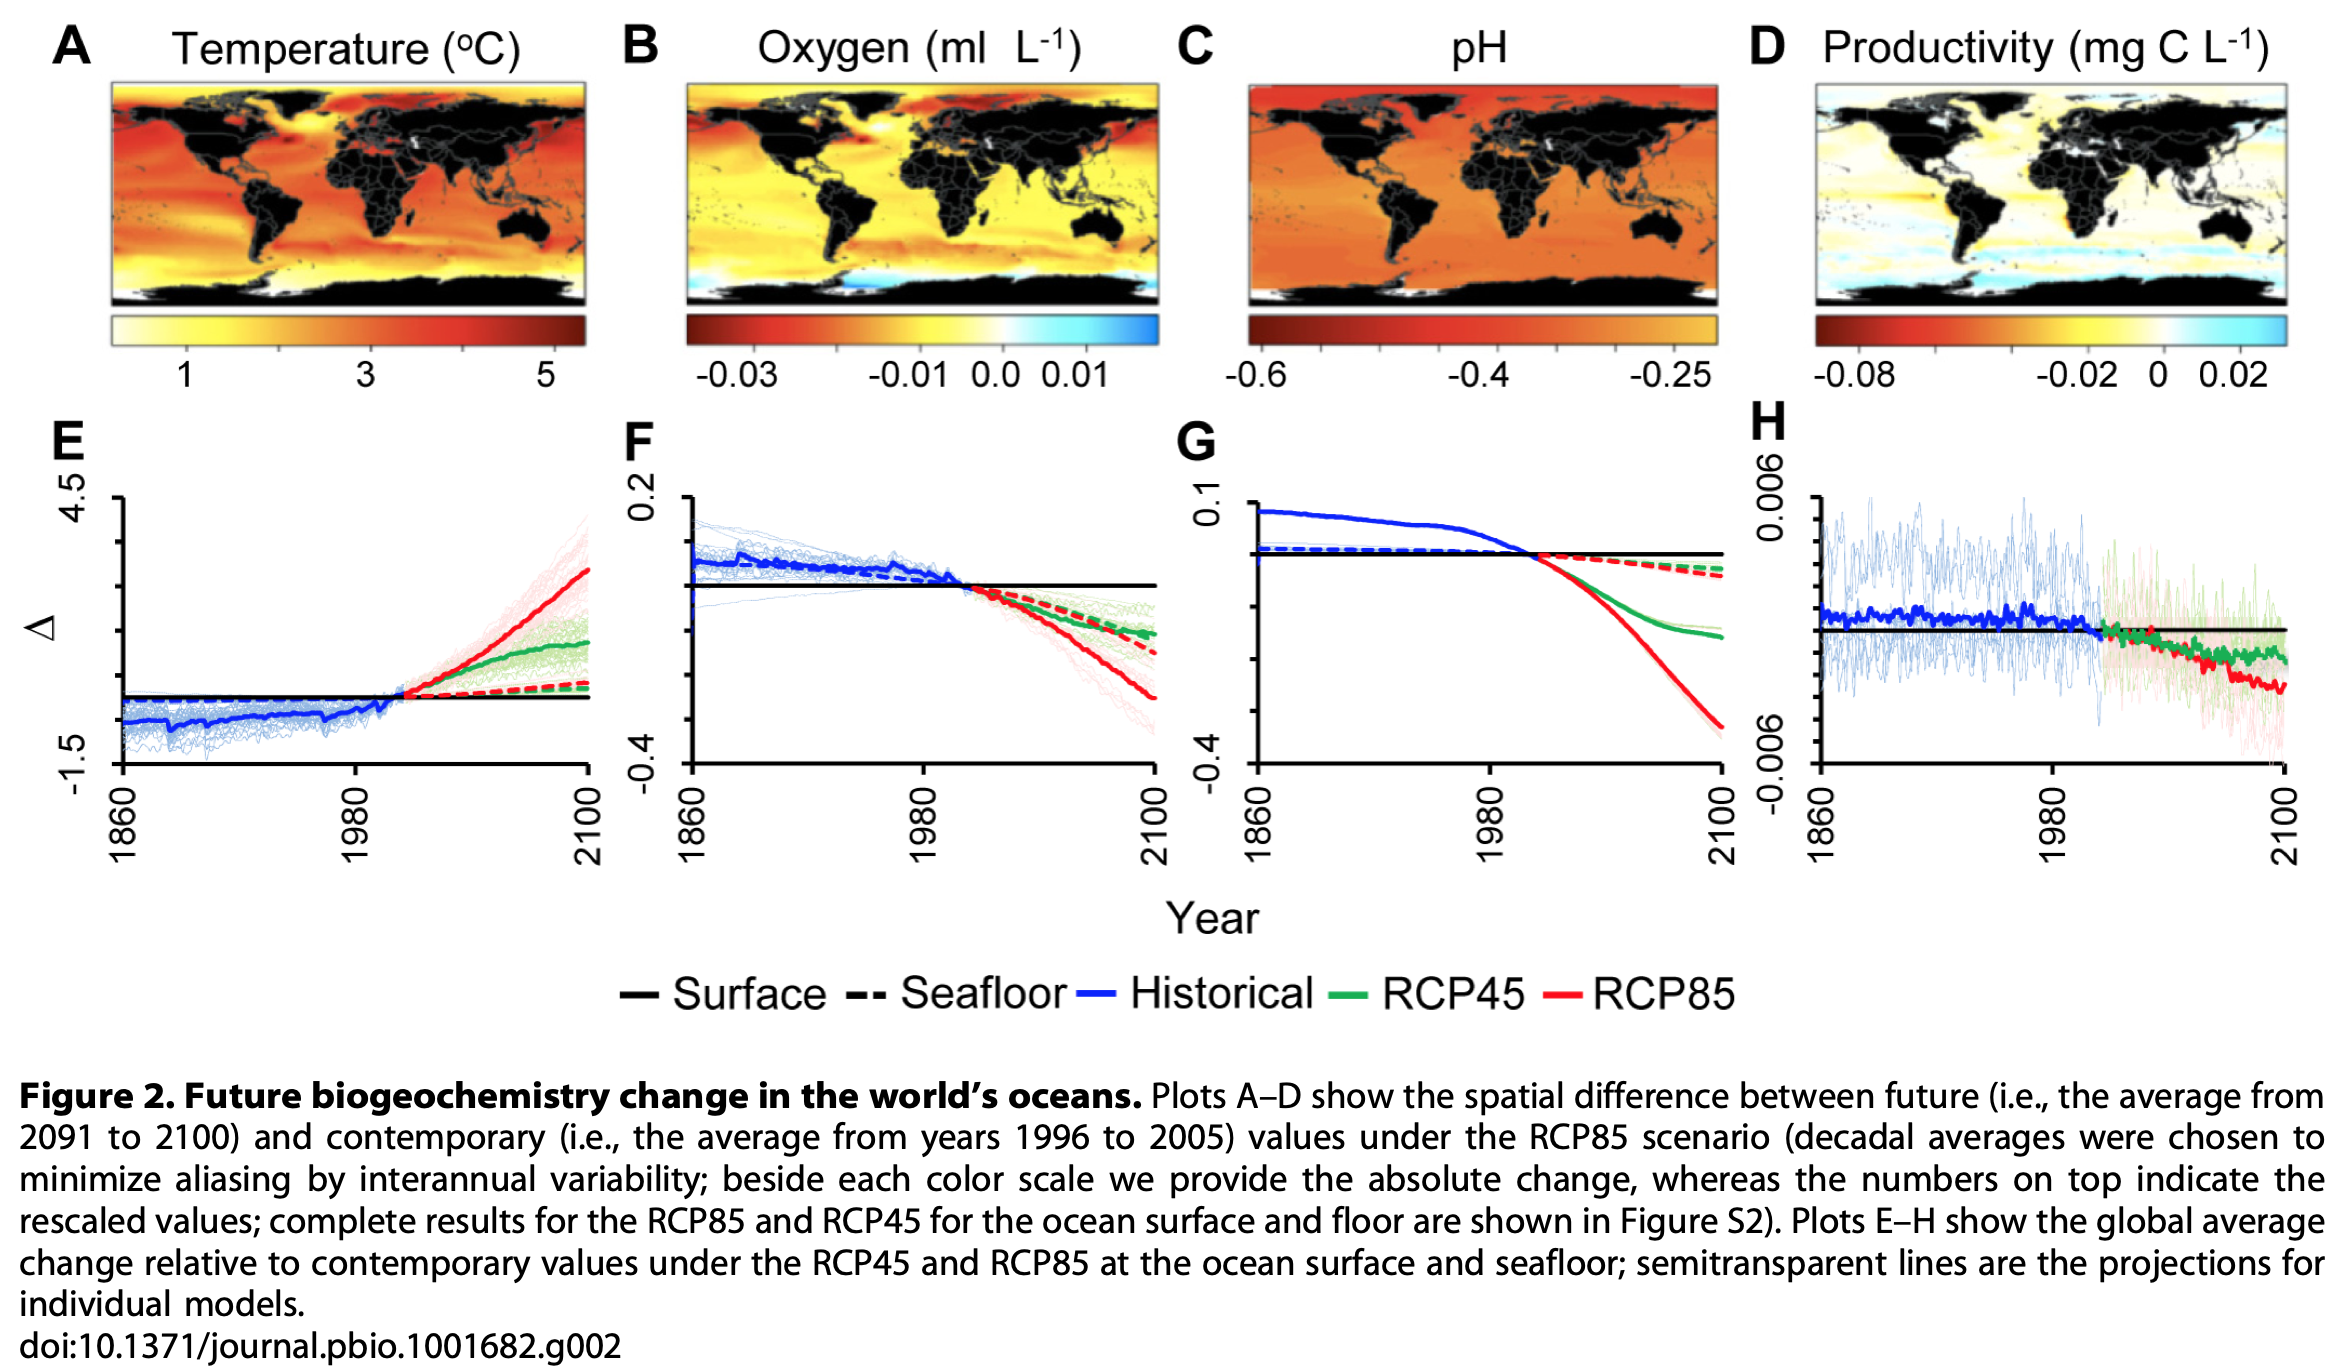 A Temperature (oC)
B Oxygen (ml L-1)
C pH
D Productivity (mg C L-1)
1 3 5
-0.03 -0.01 0.0 0.01
-0.6 -0.4 -0.25
-0.08 -0.02 0 0.02
E
4.5
-1.5
Δ
1860 1980 2100
F
0.2
-0.4
1860 1980 2100
G
0.1
-0.4
1860 1980 2100
H
0.006
-0.006
1860 1980 2100
Year
Surface Seafloor Historical RCP45 RCP85
Figure 2. Future biogeochemistry change in the world's oceans. Plots A–D show the spatial difference between future (i.e., the average from
2091 to 2100) and contemporary (i.e., the average from years 1996 to 2005) values under the RCP85 scenario (decadal averages were chosen to
minimize aliasing by interannual variability; beside each color scale we provide the absolute change, whereas the numbers on top indicate the
rescaled values; complete results for the RCP85 and RCP45 for the ocean surface and floor are shown in Figure S2). Plots E–H show the global average
change relative to contemporary values under the RCP45 and RCP85 at the ocean surface and seafloor; semitransparent lines are the projections for
individual models.
doi:10.1371/journal.pbio.1001682.g002